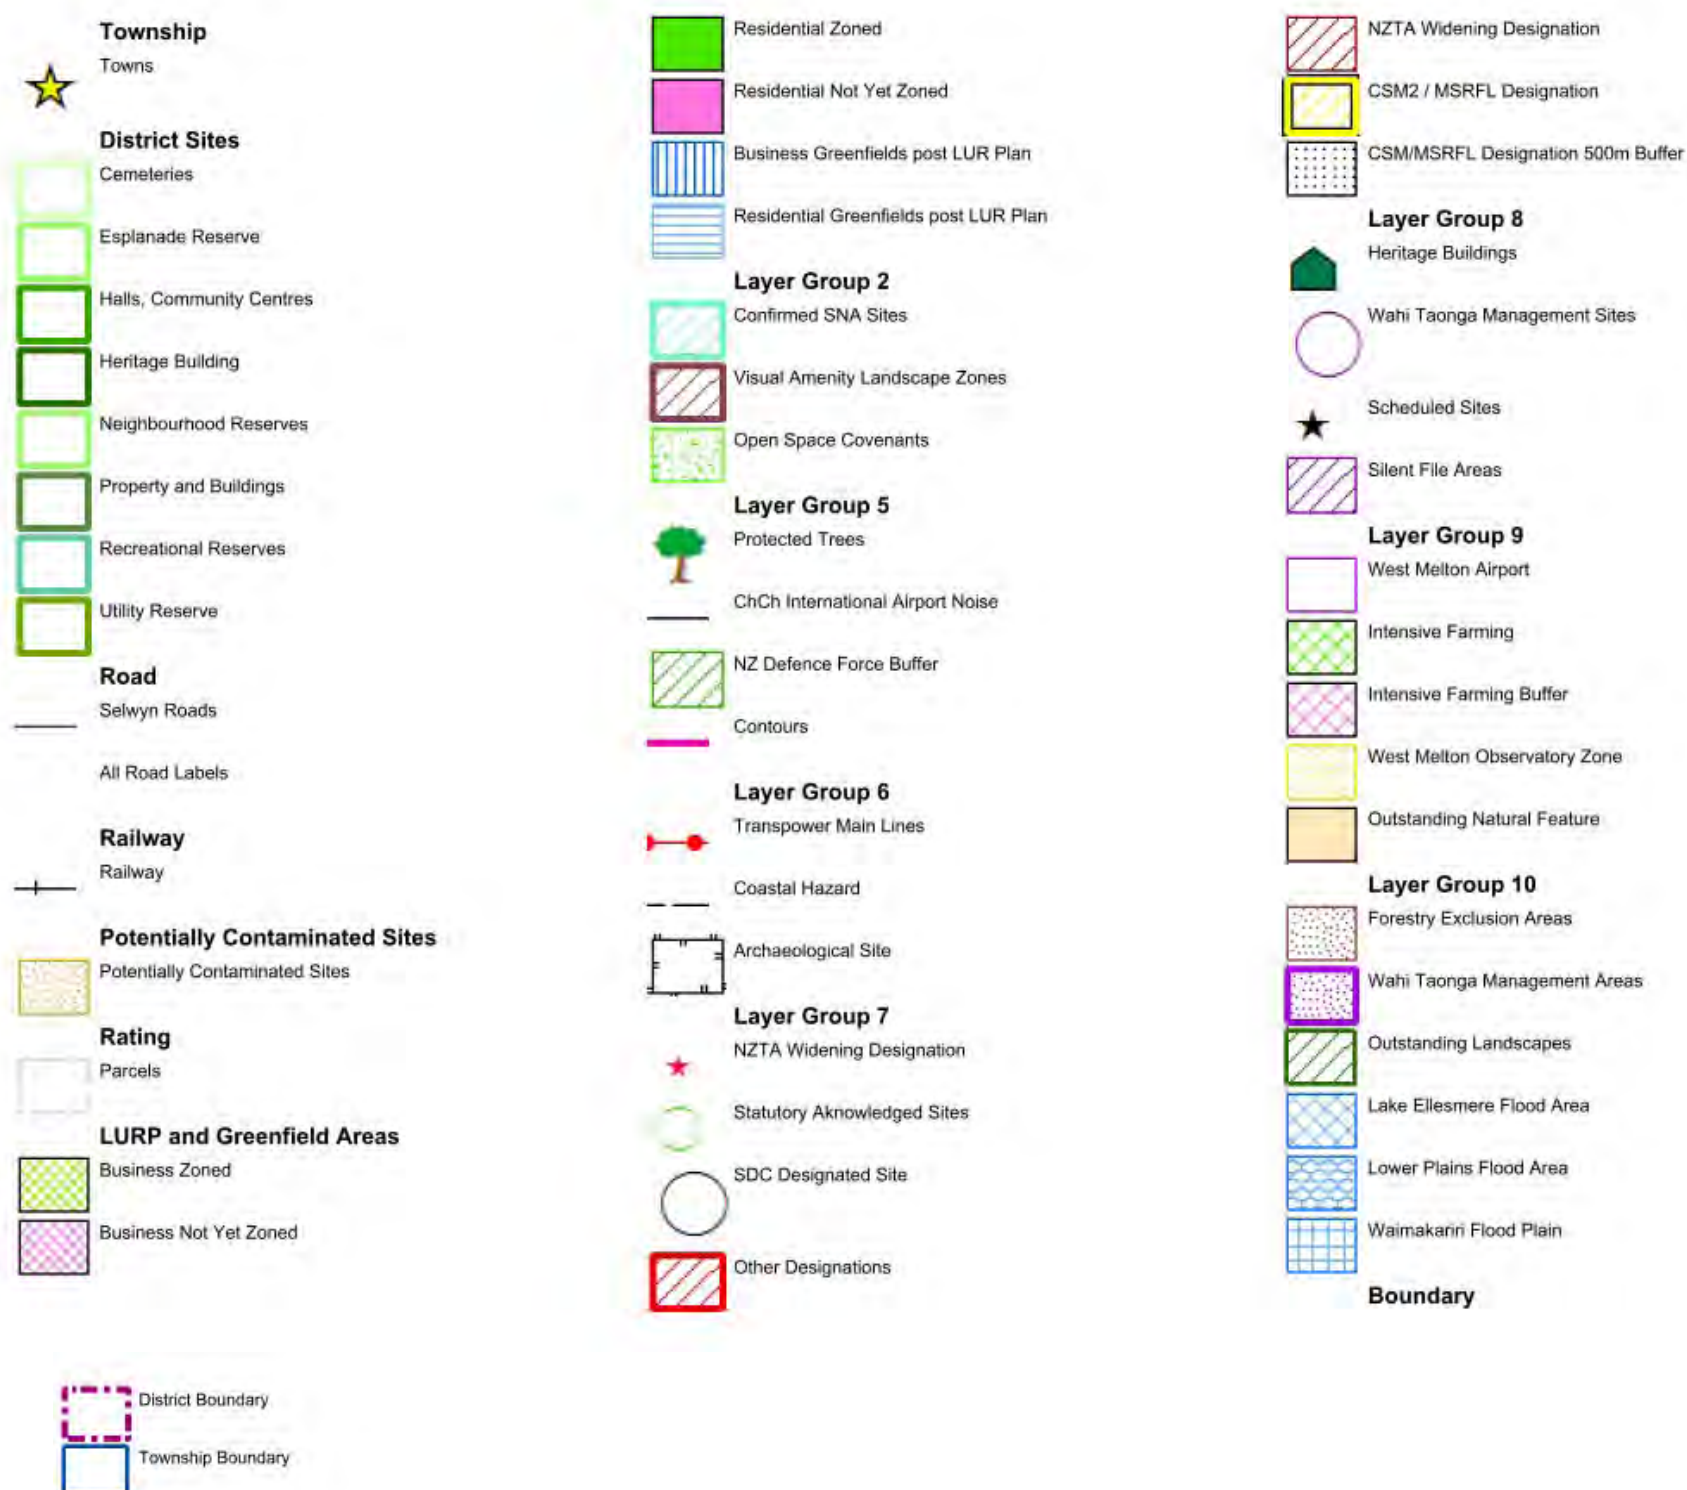 Township
Towns
District Sites
Cemeteries
Esplanade Reserve
Halls, Community Centres
Heritage Building
Neighbourhood Reserves
Property and Buildings
Recreational Reserves
Utility Reserve
Road
Selwyn Roads
All Road Labels
Railway
Railway
Potentially Contaminated Sites
Potentially Contaminated Sites
Rating
Parcels
LURP and Greenfield Areas
Business Zoned
Business Not Yet Zoned
Residential Zoned
Residential Not Yet Zoned
Business Greenfields post LUR Plan
Residential Greenfields post LUR Plan
Layer Group 2
Confirmed SNA Sites
Visual Amenity Landscape Zones
Open Space Covenants
Layer Group 5
Protected Trees
ChCh International Airport Noise
NZ Defence Force Buffer
Contours
Layer Group 6
Transpower Main Lines
Coastal Hazard
Archaeological Site
Layer Group 7
NZTA Widening Designation
Statutory Aknowledged Sites
SDC Designated Site
Other Designations
NZTA Widening Designation
CSM2 / MSRFL Designation
CSM/MSRFL Designation 500m Buffer
Layer Group 8
Heritage Buildings
Wahi Taonga Management Sites
Scheduled Sites
Silent File Areas
Layer Group 9
West Melton Airport
Intensive Farming
Intensive Farming Buffer
West Melton Observatory Zone
Outstanding Natural Feature
Layer Group 10
Forestry Exclusion Areas
Wahi Taonga Management Areas
Outstanding Landscapes
Lake Ellesmere Flood Area
Lower Plains Flood Area
Waimakariri Flood Plain
Boundary
District Boundary
Township Boundary